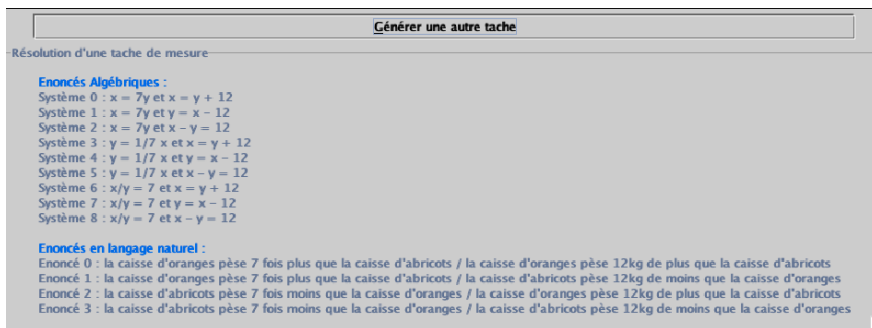 Générer une autre tache
Résolution d'une tache de mesure
Enoncés Algébriques :
Système 0 : x = 7y et x = y + 12
Système 1 : x = 7y et y = x - 12
Système 2 : x = 7y et x - y = 12
Système 3 : y = 1/7 x et x = y + 12
Système 4 : y = 1/7 x et y = x - 12
Système 5 : y = 1/7 x et x - y = 12
Système 6 : x/y = 7 et x = y + 12
Système 7 : x/y = 7 et y = x - 12
Système 8 : x/y = 7 et x - y = 12
Enoncés en langage naturel :
Enoncé 0 : la caisse d'oranges pèse 7 fois plus que la caisse d'abricots / la caisse d'oranges pèse 12kg de plus que la caisse d'abricots
Enoncé 1 : la caisse d'oranges pèse 7 fois plus que la caisse d'abricots / la caisse d'abricots pèse 12kg de moins que la caisse d'oranges
Enoncé 2 : la caisse d'abricots pèse 7 fois moins que la caisse d'oranges / la caisse d'oranges pèse 12kg de plus que la caisse d'abricots
Enoncé 3 : la caisse d'abricots pèse 7 fois moins que la caisse d'oranges / la caisse d'abricots pèse 12kg de moins que la caisse d'oranges